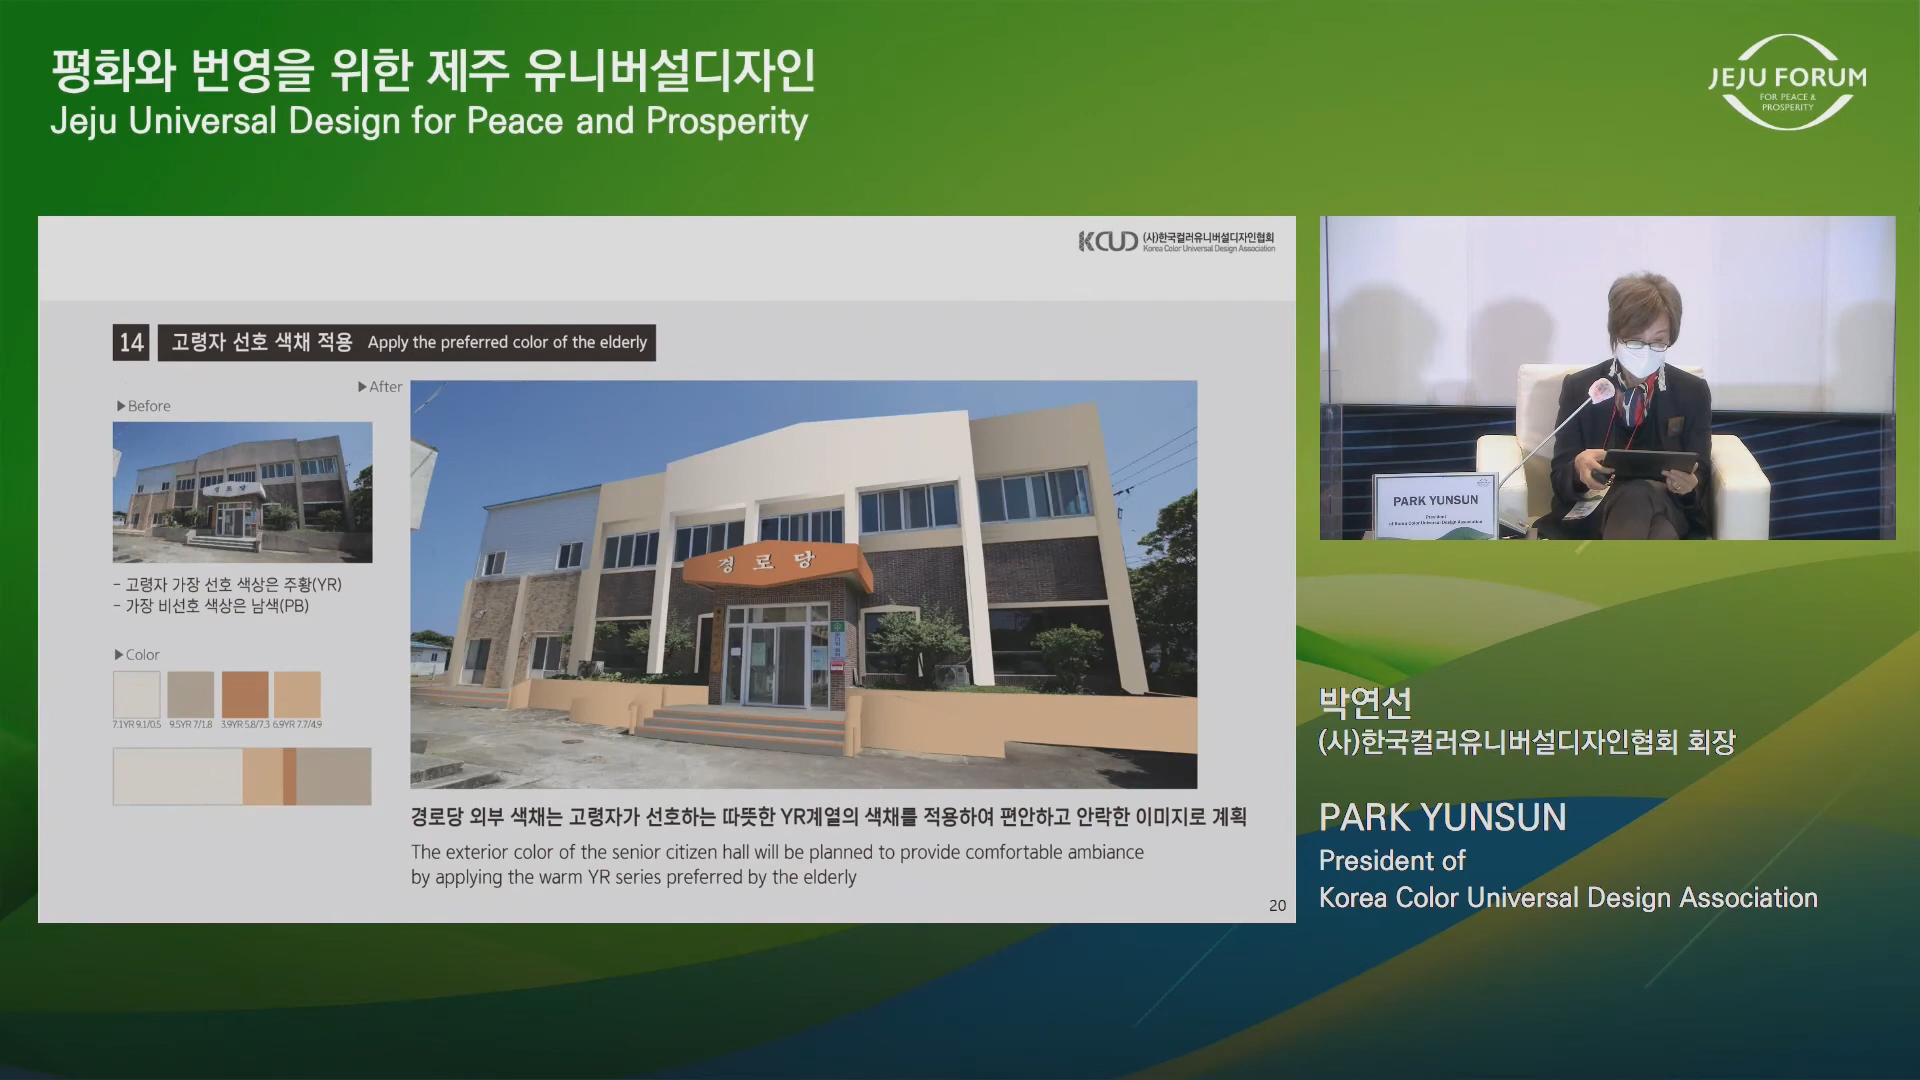 평화와 번영을 위한 제주 유니버설디자인
Jeju Universal Design for Peace and Prosperity
JEJU FORUM
FOR PEACE &
PROSPERITY
KCUD (사)한국컬러유니버설디자인협회
Korea Color Universal Design Association
14 고령자 선호 색채 적용 Apply the preferred color of the elderly
▶Before
▶After
경로당
경로당
- 고령자 가장 선호 색상은 주황(YR)
- 가장 비선호 색상은 남색(PB)
▶Color
7.1YR 9.1/0.5 9.5YR 7/1.8 3.9YR 5.8/7.3 6.9YR 7.7/4.9
경로당 외부 색채는 고령자가 선호하는 따뜻한 YR계열의 색채를 적용하여 편안하고 안락한 이미지로 계획
The exterior color of the senior citizen hall will be planned to provide comfortable ambiance
by applying the warm YR series preferred by the elderly
20
PARK YUNSUN
President
of Korea Color Universal Design Association
박연선
(사)한국컬러유니버설디자인협회 회장
PARK YUNSUN
President of
Korea Color Universal Design Association